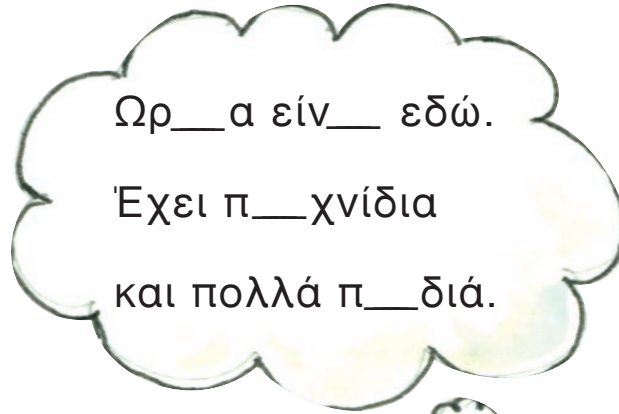 Ωρ__α είν__ εδώ.
Έχει π__χνίδια
και πολλά π__διά.